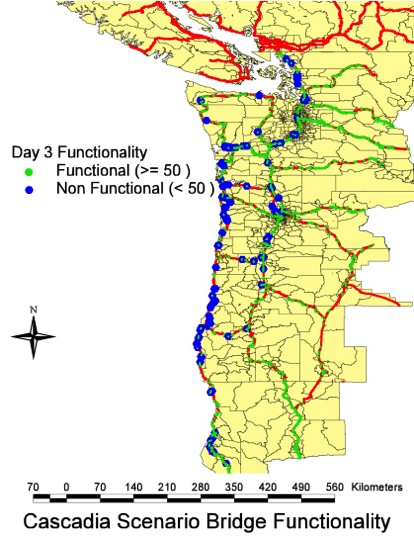 Day 3 Functionality
Functional (>= 50 )
Non Functional (< 50 )
N
70 0 70 140 210 280 350 420 490 560 Kilometers
Cascadia Scenario Bridge Functionality